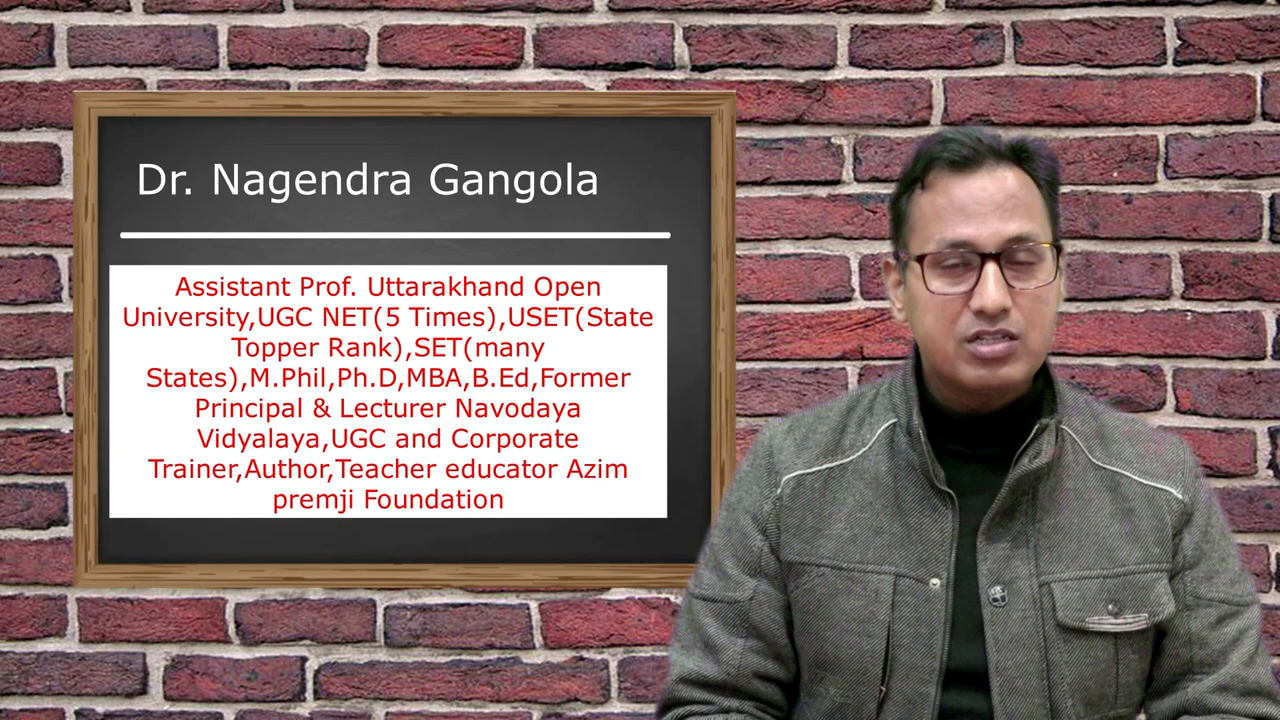 Dr. Nagendra Gangola
Assistant Prof. Uttarakhand Open
University,UGC NET(5 Times),USET(State
Topper Rank),SET(many
States),M.Phil,Ph.D,MBA,B.Ed,Former
Principal & Lecturer Navodaya
Vidyalaya,UGC and Corporate
Trainer,Author,Teacher educator Azim
premji Foundation